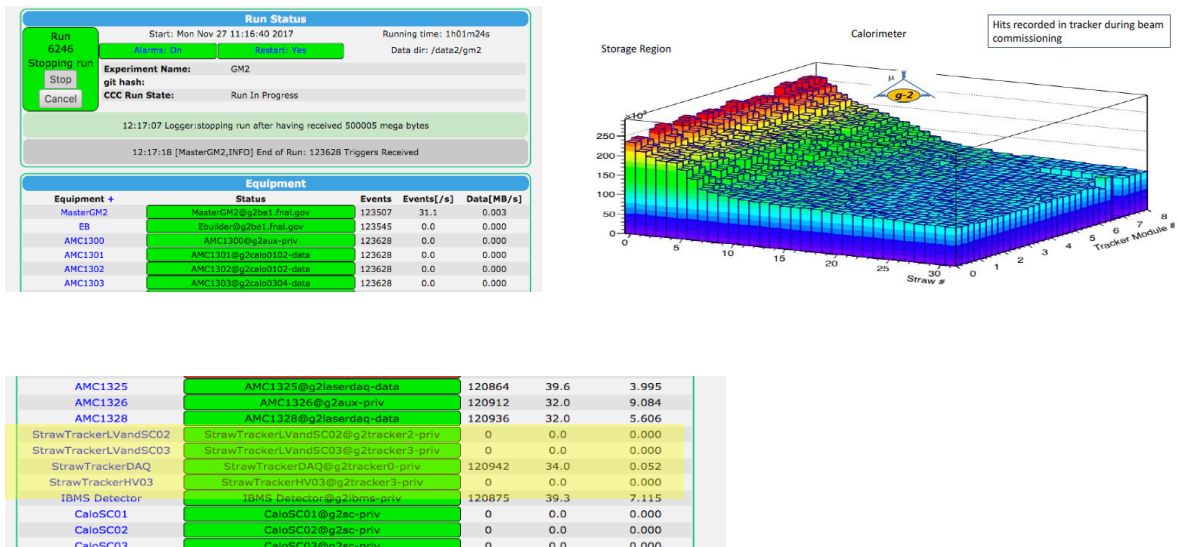 Run Status
Run
6246
Stopping run
Stop
Cancel
Start: Mon Nov 27 11:16:40 2017
Running time: 1h01m24s
Alarms: On
Restart: Yes
Data dir: /data2/gm2
Experiment Name: GM2
git hash:
CCC Run State: Run In Progress
12:17:07 Logger:stopping run after having received 500005 mega bytes
12:17:18 [MasterGM2,INFO] End of Run: 123628 Triggers Received
Equipment
Equipment + Status Events Events[/s] Data[MB/s]
MasterGM2 MasterGM2@g2be1.fnal.gov 123507 31.1 0.003
EB Ebuilder@g2be1.fnal.gov 123545 0.0 0.000
AMC1300 AMC1300@g2aux-priv 123628 0.0 0.000
AMC1301 AMC1301@g2calo0102-data 123628 0.0 0.000
AMC1302 AMC1302@g2calo0102-data 123628 0.0 0.000
AMC1303 AMC1303@g2calo0304-data 123628 0.0 0.000
Storage Region
Calorimeter
Hits recorded in tracker during beam
commissioning
μ
g-2
×10³
250
200
150
100
50
0
0 5 10 15 20 25 30
Straw #
0 1 2 3 4 5 6 7 8
Tracker Module #
AMC1325 AMC1325@g2laserdaq-data 120864 39.6 3.995
AMC1326 AMC1326@g2aux-priv 120912 32.0 9.084
AMC1328 AMC1328@g2laserdaq-data 120936 32.0 5.606
StrawTrackerLVandSC02 StrawTrackerLVandSC02@g2tracker2-priv 0 0.0 0.000
StrawTrackerLVandSC03 StrawTrackerLVandSC03@g2tracker3-priv 0 0.0 0.000
StrawTrackerDAQ StrawTrackerDAQ@g2tracker0-priv 120942 34.0 0.052
StrawTrackerHV03 StrawTrackerHV03@g2tracker3-priv 0 0.0 0.000
IBMS Detector IBMS Detector@g2ibms-priv 120875 39.3 7.115
CaloSC01 CaloSC01@g2sc-priv 0 0.0 0.000
CaloSC02 CaloSC02@g2sc-priv 0 0.0 0.000
CaloSC03 CaloSC03@g2sc-priv 0 0.0 0.000